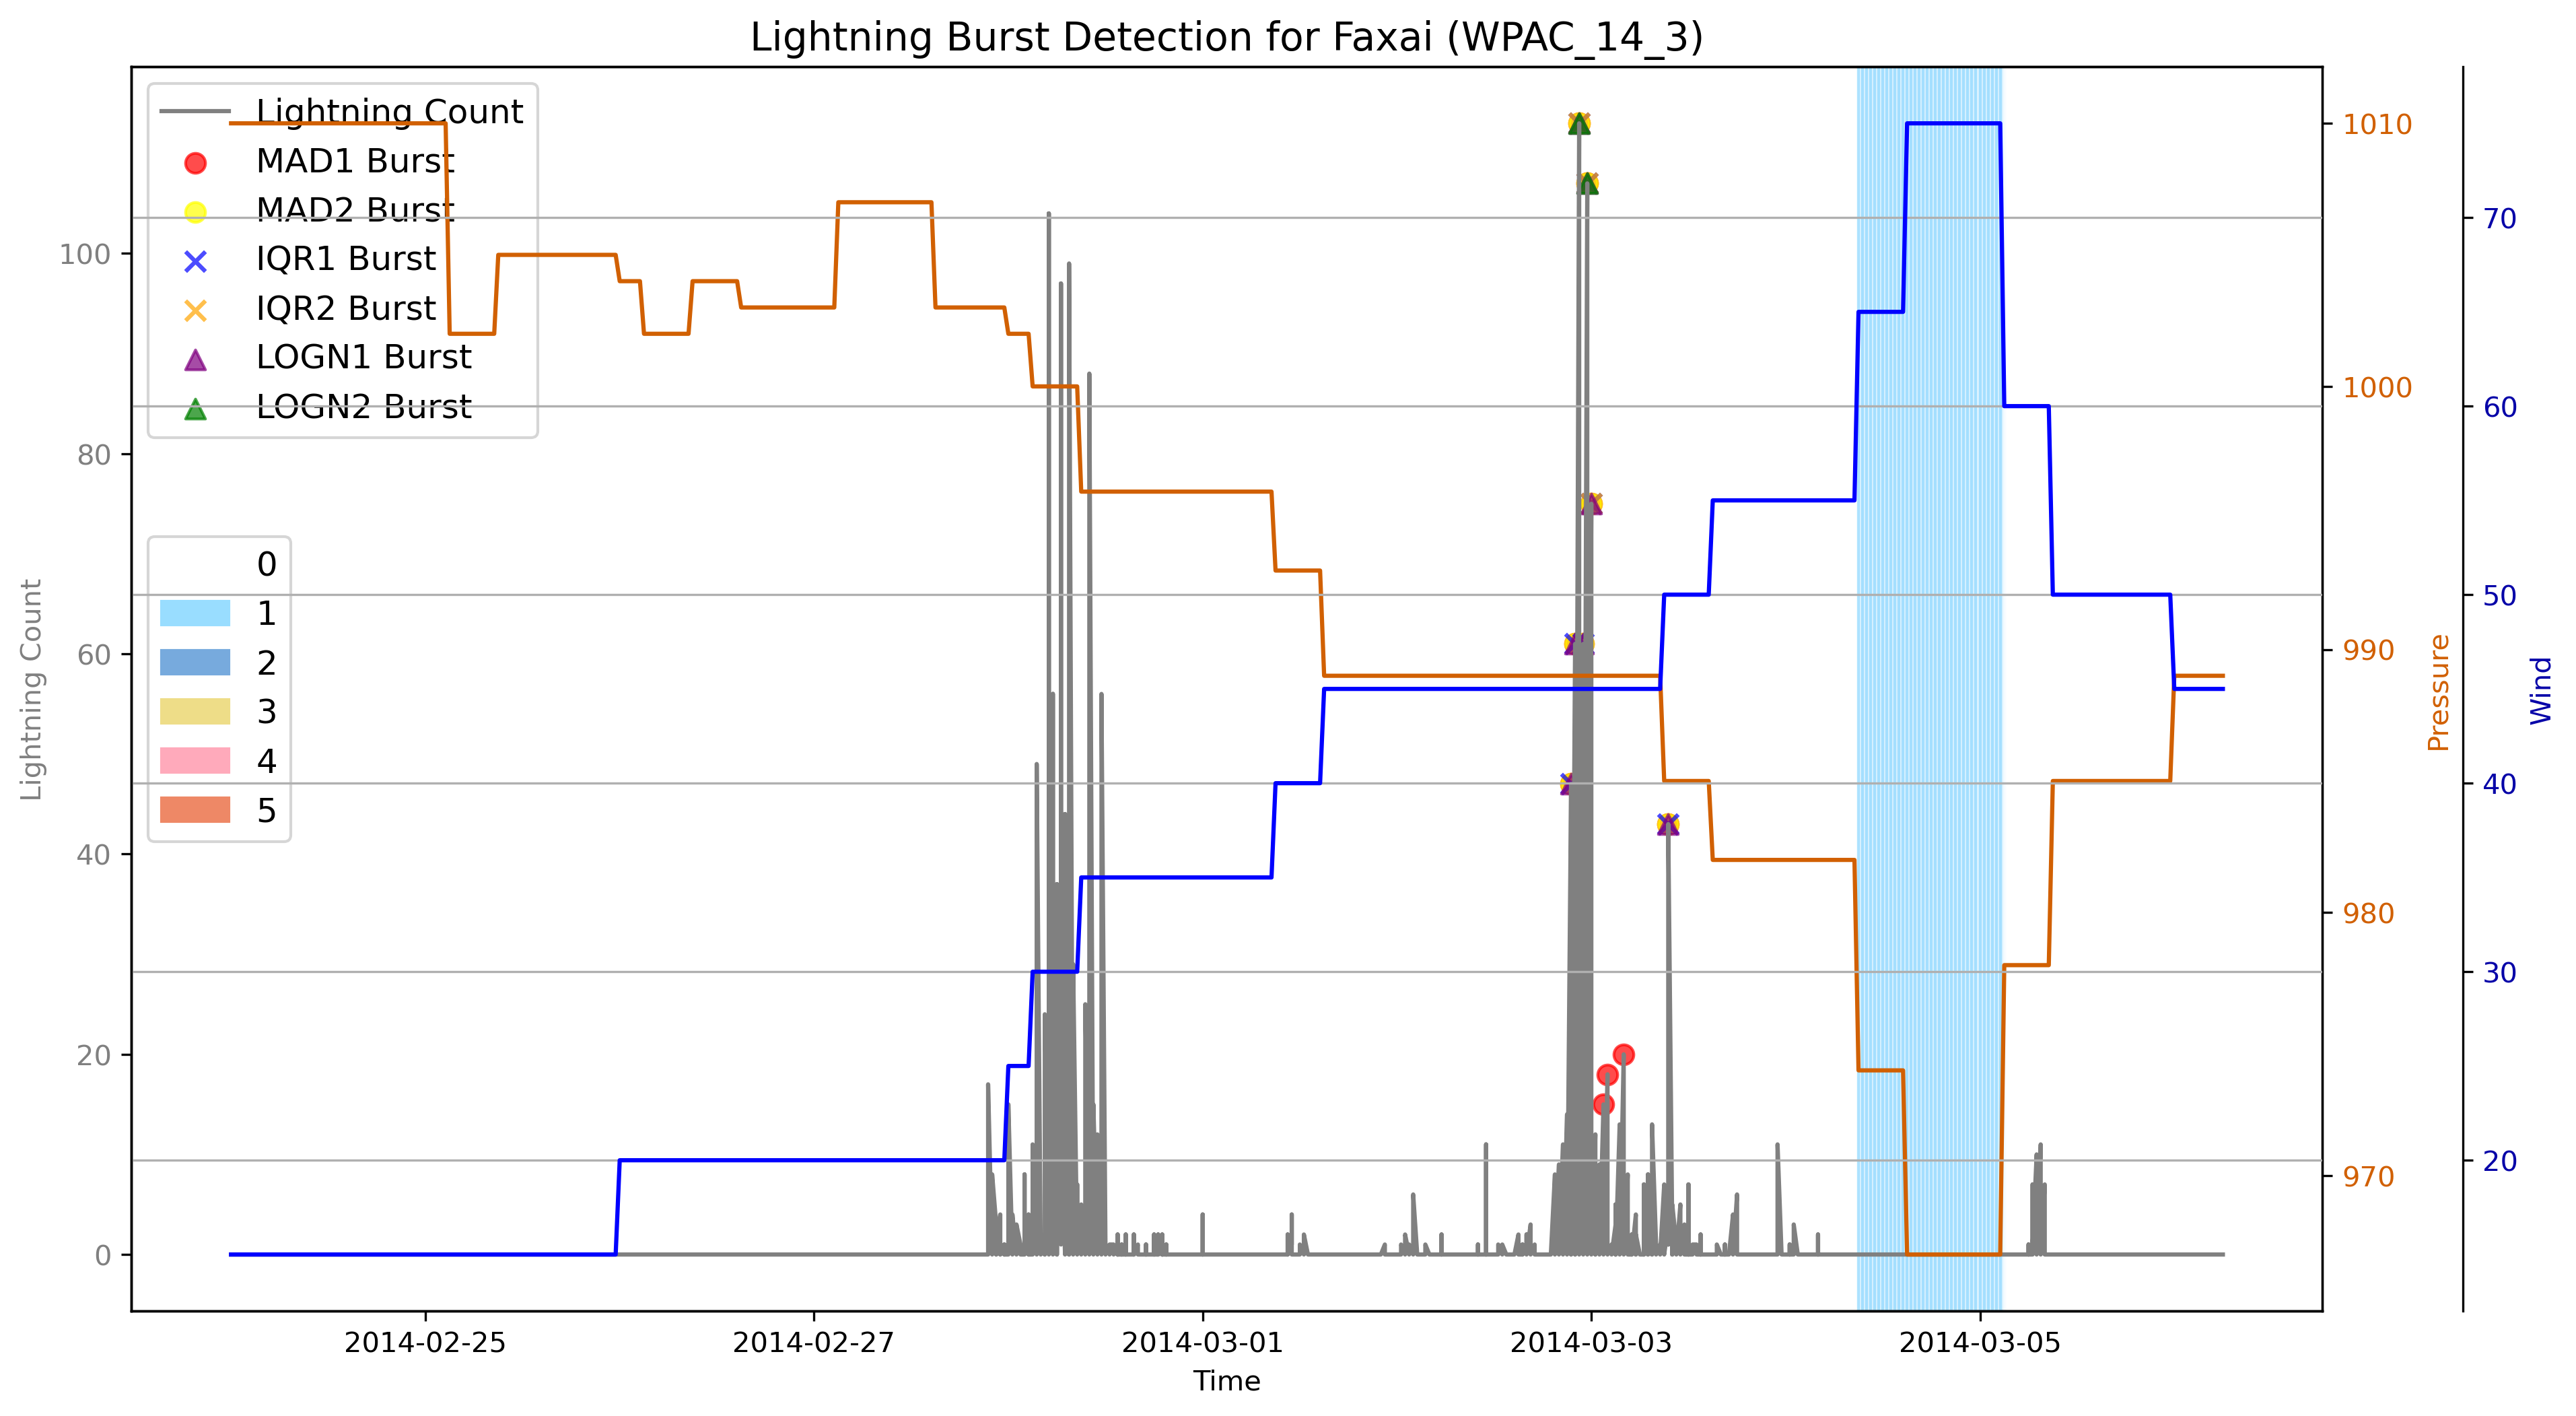 Lightning Burst Detection for Faxai (WPAC_14_3)
Lightning Count
MAD1 Burst
MAD2 Burst
IQR1 Burst
IQR2 Burst
LOGN1 Burst
LOGN2 Burst
0
1
2
3
4
5
Lightning Count
100
80
60
40
20
0
1010
1000
990
980
970
Pressure
70
60
50
40
30
20
Wind
2014-02-25
2014-02-27
2014-03-01
2014-03-03
2014-03-05
Time